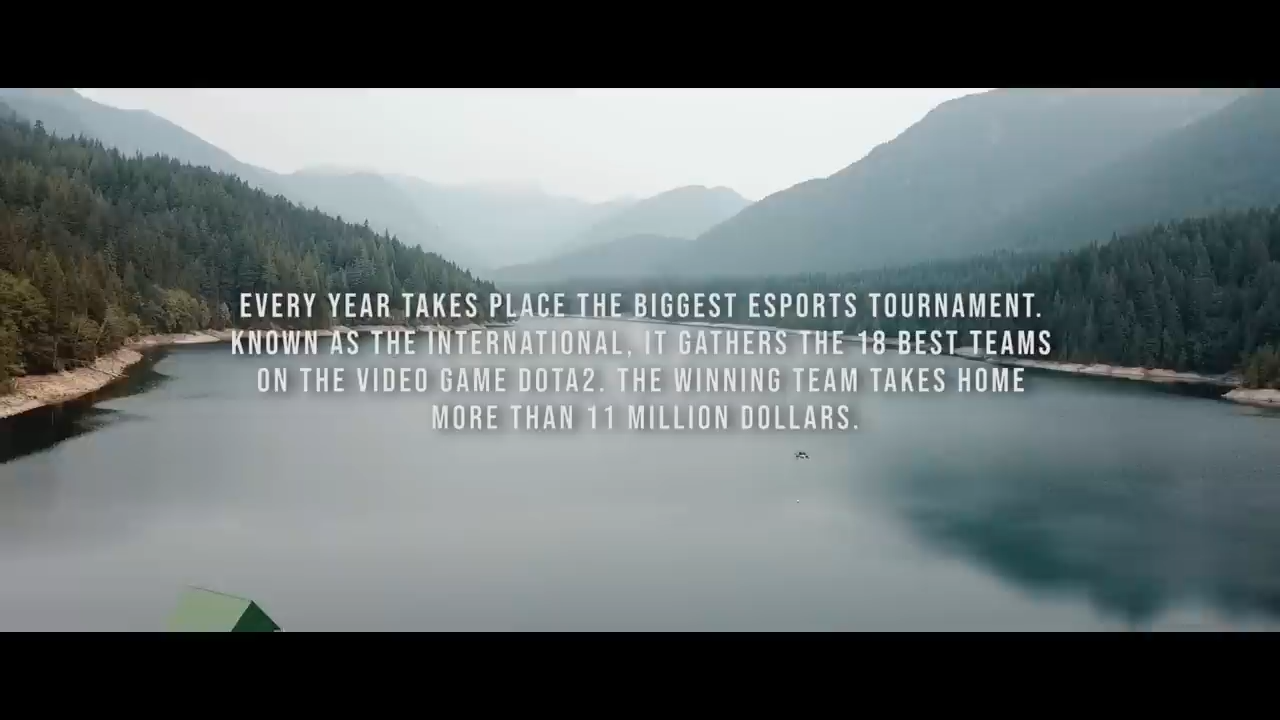 EVERY YEAR TAKES PLACE THE BIGGEST ESPORTS TOURNAMENT.
KNOWN AS THE INTERNATIONAL, IT GATHERS THE 18 BEST TEAMS
ON THE VIDEO GAME DOTA2. THE WINNING TEAM TAKES HOME
MORE THAN 11 MILLION DOLLARS.